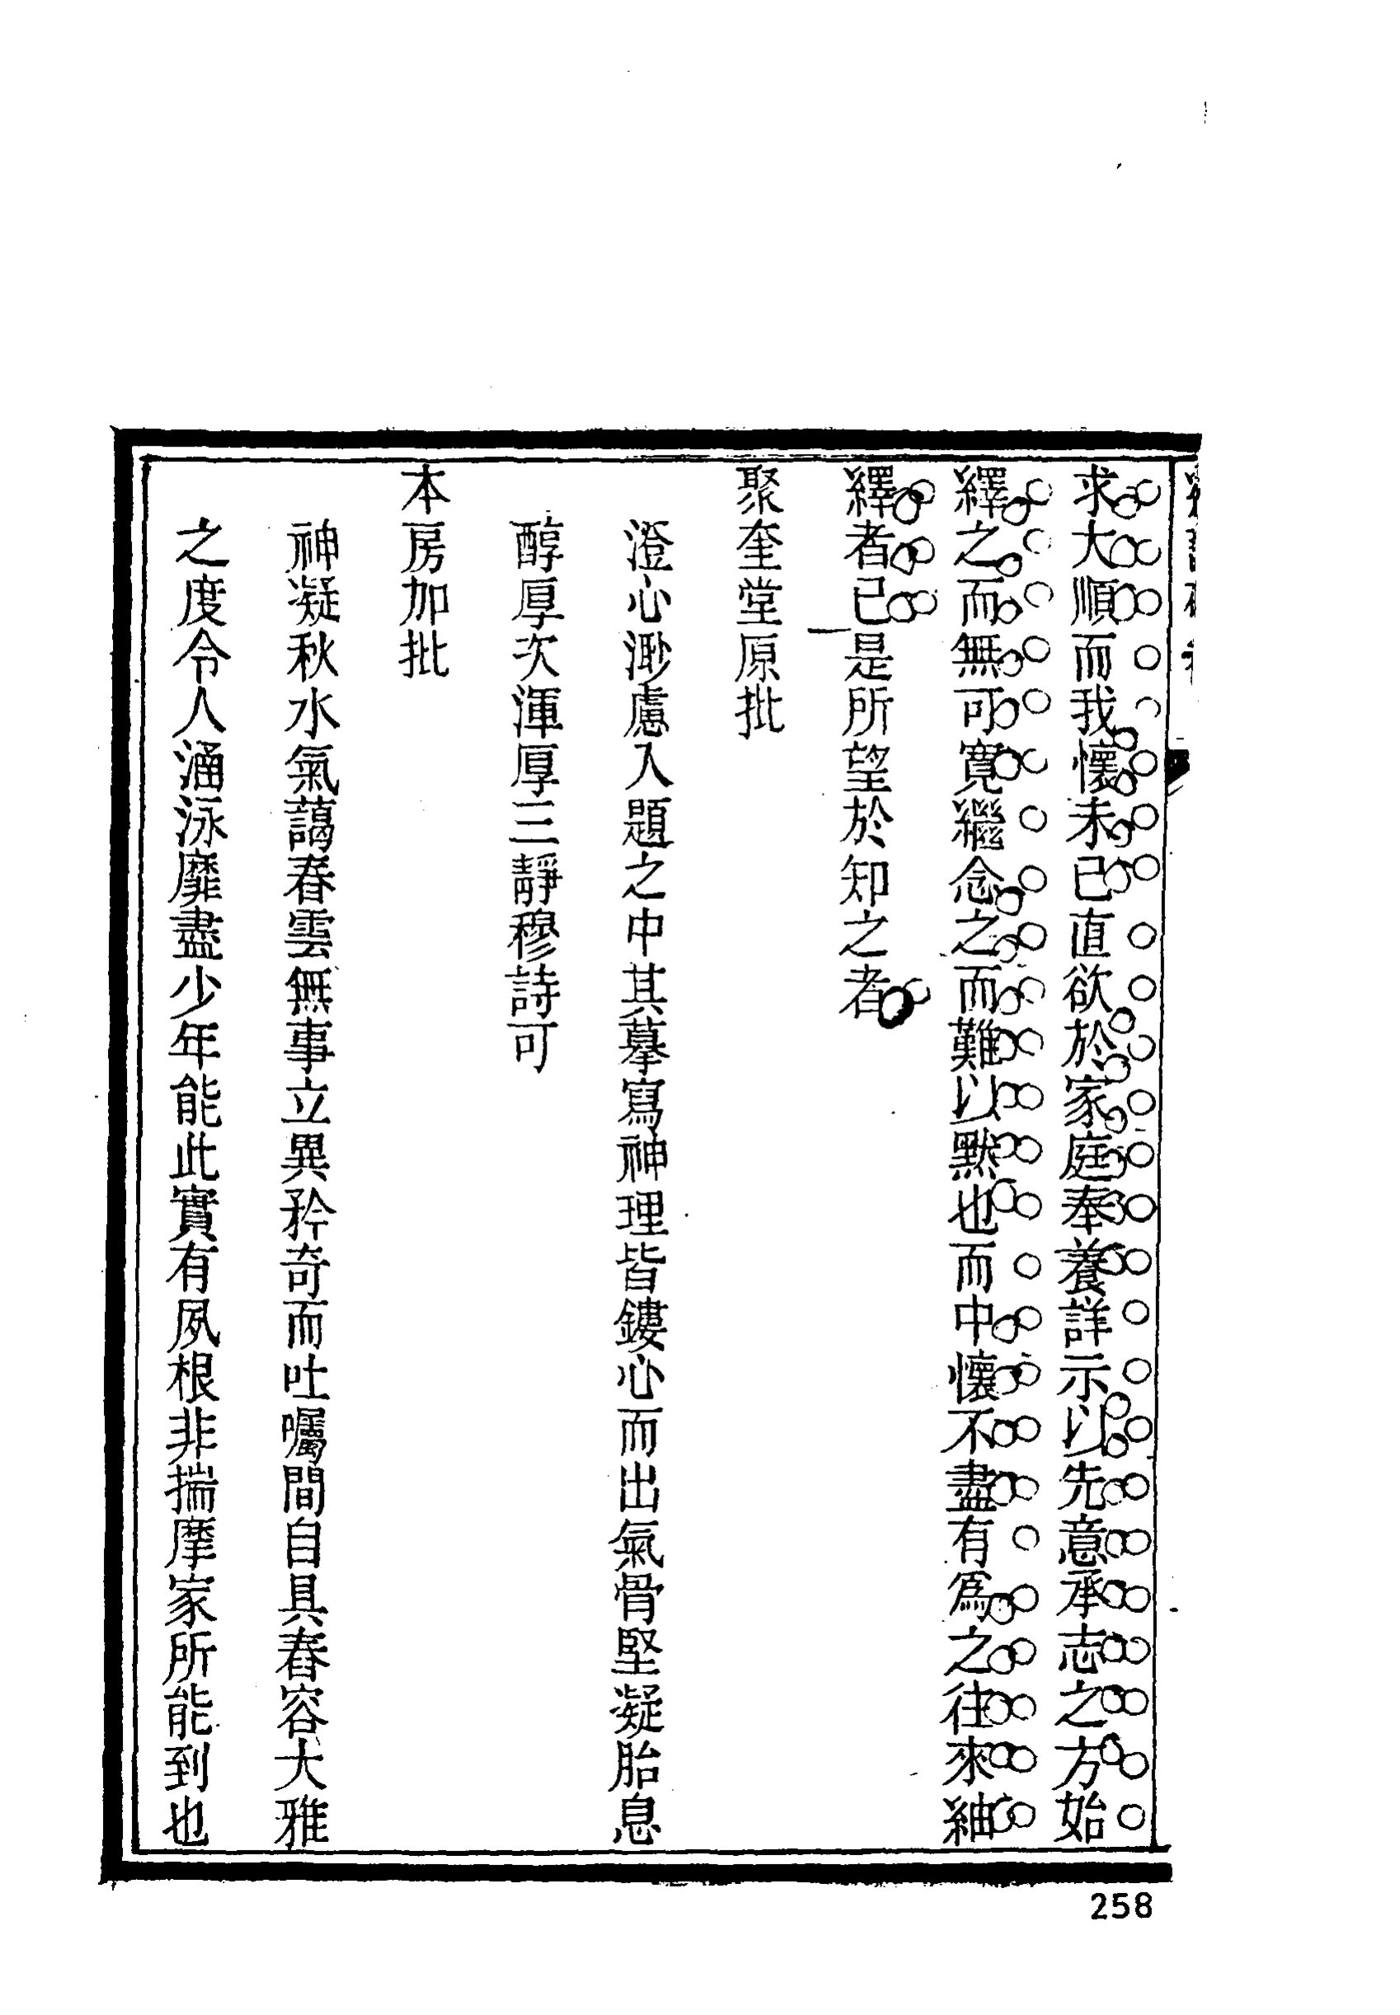 求大順而我懷未已直欲於家庭奉養詳示以先意承志之方始
繹之而無可寬繼念之而難以默也而中懷不盡有爲之往來紬
繹者已是所望於知之者
聚奎堂原批
澄心渺慮入題之中其摹寫神理皆鏤心而出氣骨堅凝胎息
醇厚次渾厚三靜穆詩可
本房加批
神凝秋水氣藹春雲無事立異矜奇而吐囑間自具春容大雅
之度令人涵泳靡盡少年能此實有夙根非揣摩家所能到也
258